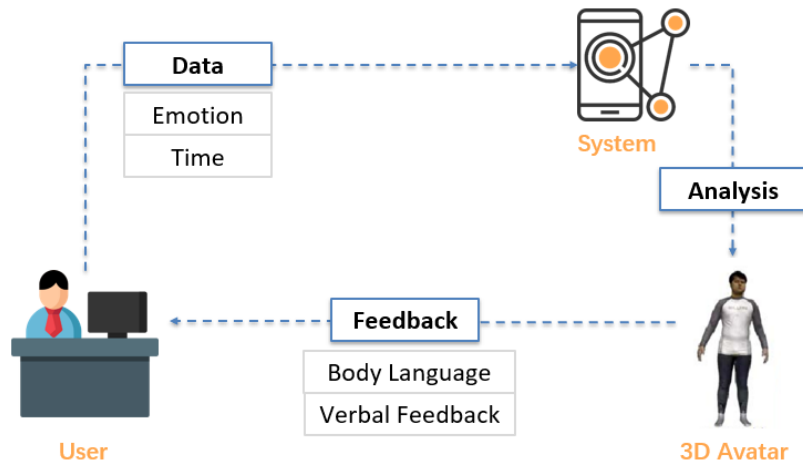 Data
Emotion
Time
System
Analysis
Feedback
Body Language
Verbal Feedback
User
3D Avatar